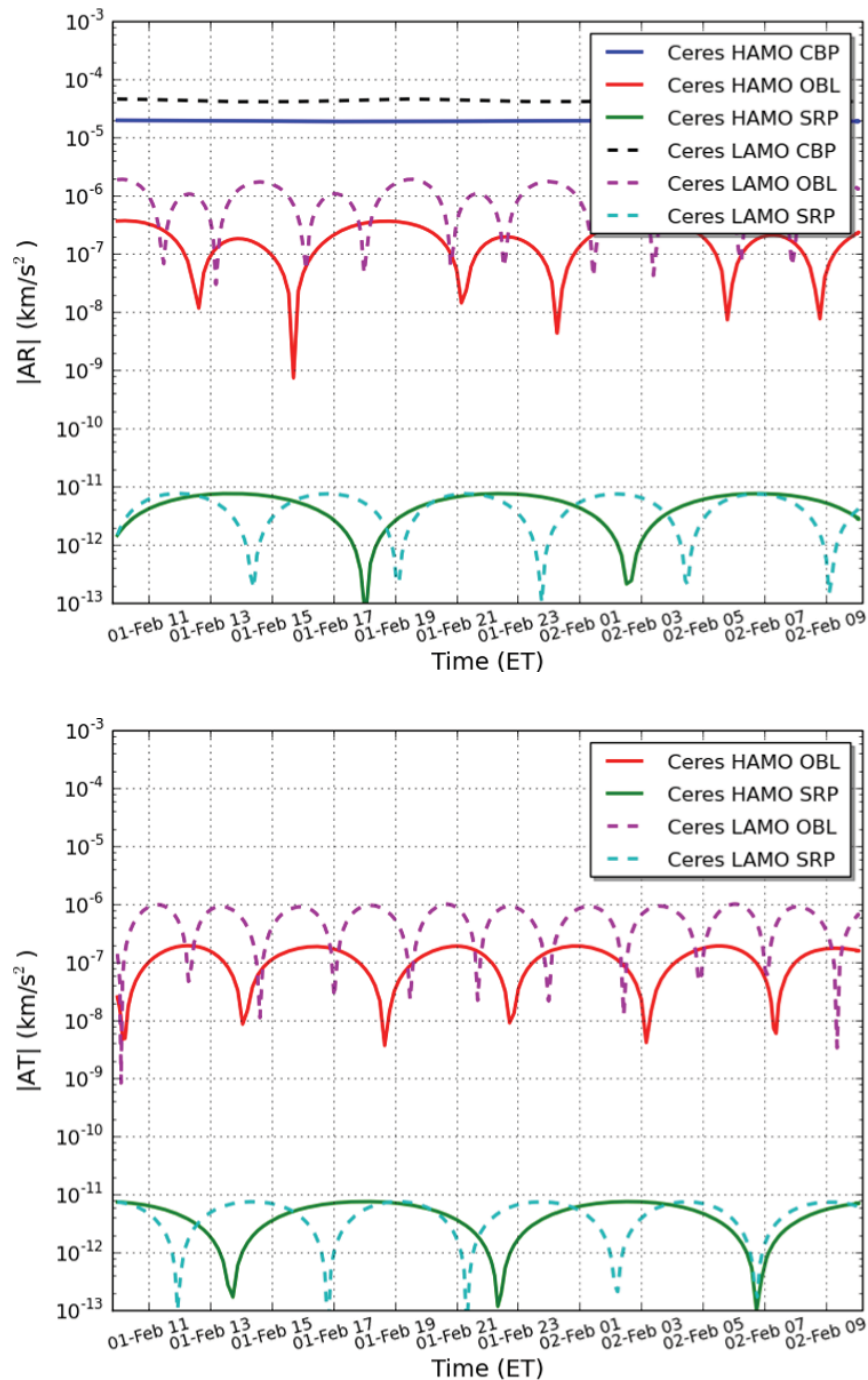 10^-3
10^-4
10^-5
10^-6
10^-7
10^-8
10^-9
10^-10
10^-11
10^-12
10^-13
|AR| (km/s²)
Ceres HAMO CBP
Ceres HAMO OBL
Ceres HAMO SRP
Ceres LAMO CBP
Ceres LAMO OBL
Ceres LAMO SRP
01-Feb 11
01-Feb 13
01-Feb 15
01-Feb 17
01-Feb 19
01-Feb 21
01-Feb 23
02-Feb 01
02-Feb 03
02-Feb 05
02-Feb 07
02-Feb 09
Time (ET)
10^-3
10^-4
10^-5
10^-6
10^-7
10^-8
10^-9
10^-10
10^-11
10^-12
10^-13
|AT| (km/s²)
Ceres HAMO OBL
Ceres HAMO SRP
Ceres LAMO OBL
Ceres LAMO SRP
01-Feb 11
01-Feb 13
01-Feb 15
01-Feb 17
01-Feb 19
01-Feb 21
01-Feb 23
02-Feb 01
02-Feb 03
02-Feb 05
02-Feb 07
02-Feb 09
Time (ET)